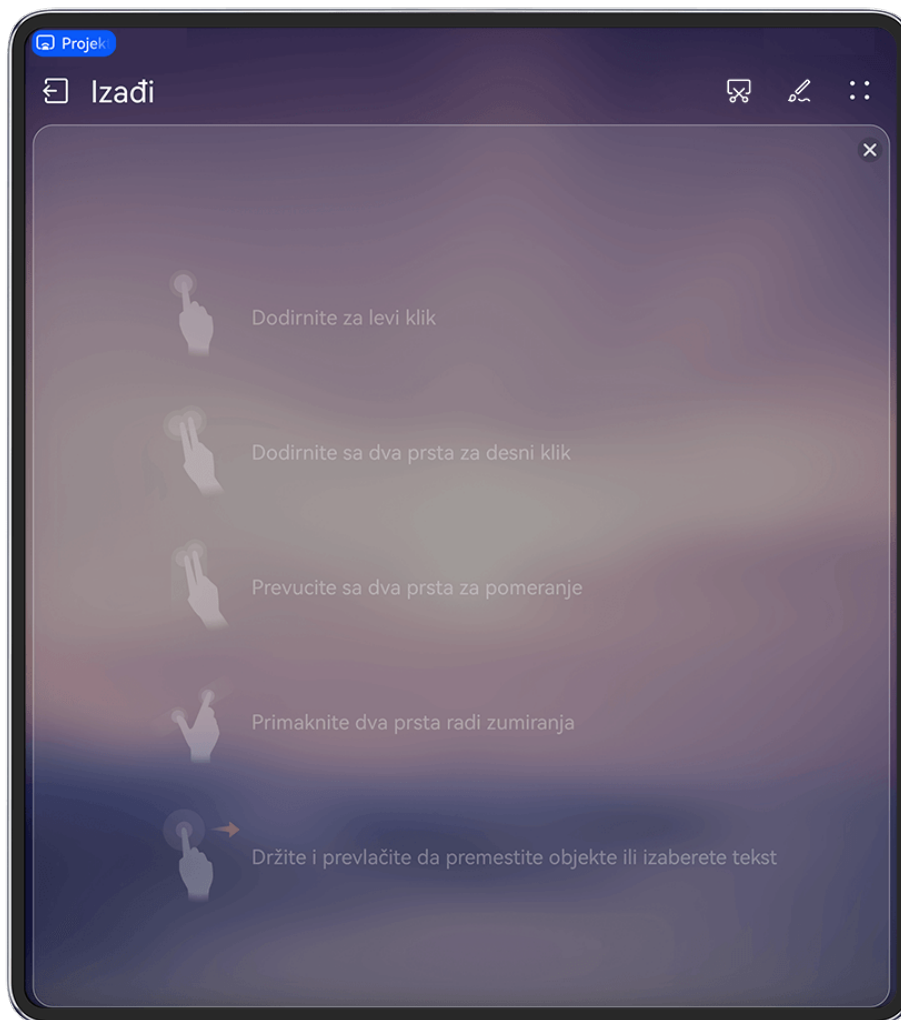 Projek
Izađi
Dodirnite za levi klik
Dodirnite sa dva prsta za desni klik
Prevucite sa dva prsta za pomeranje
Primaknite dva prsta radi zumiranja
Držite i prevlačite da premestite objekte ili izaberete tekst